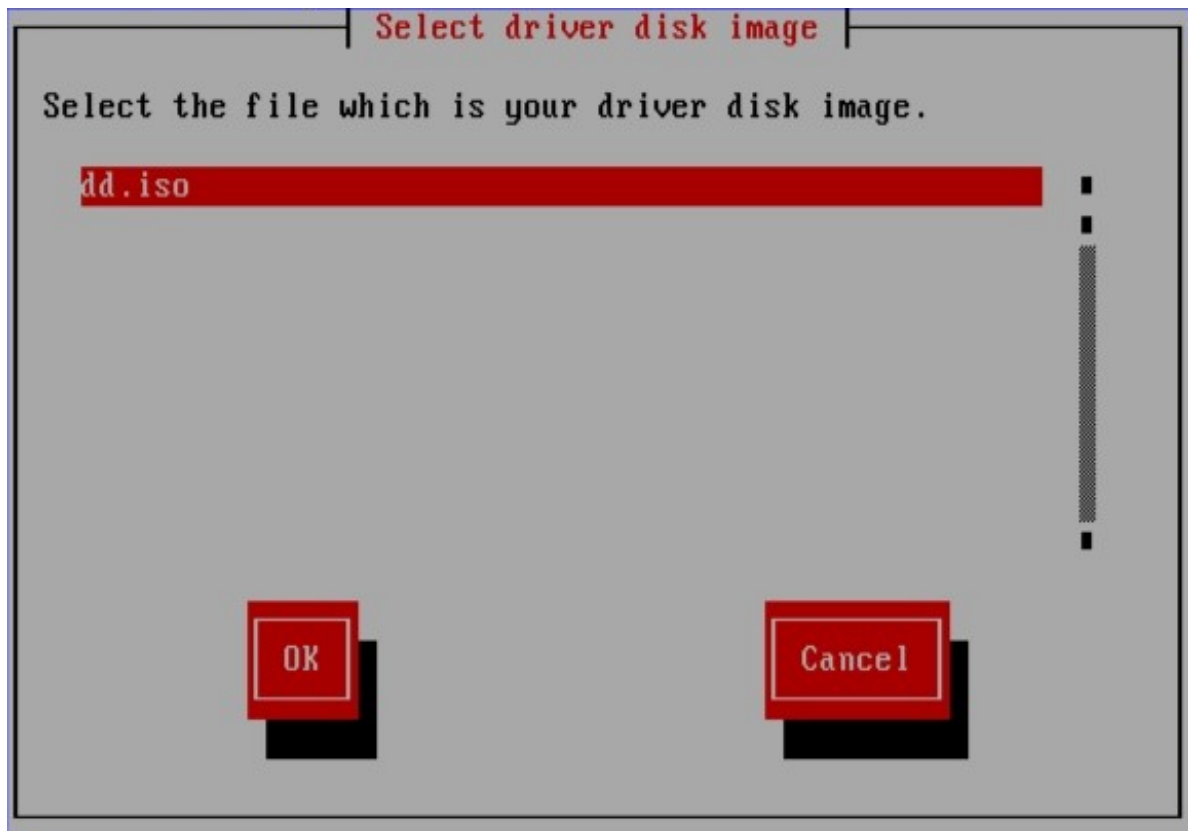 Select driver disk image
Select the file which is your driver disk image.
dd.iso
OK
Cancel